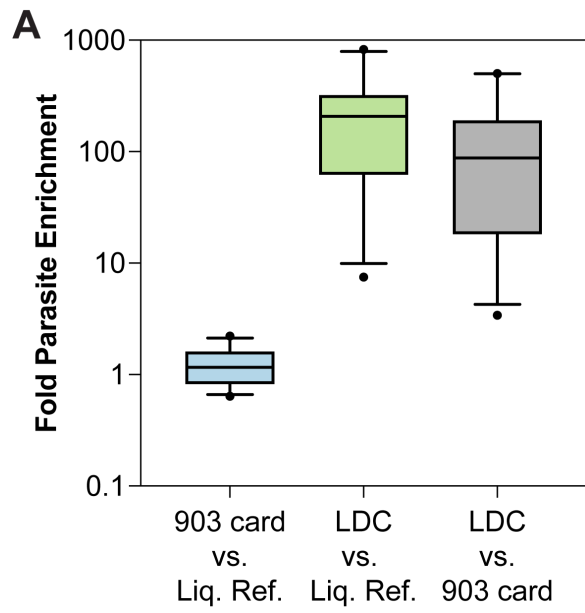 A
Fold Parasite Enrichment
1000
100
10
1
0.1
903 card
vs.
Liq. Ref.
LDC
vs.
Liq. Ref.
LDC
vs.
903 card